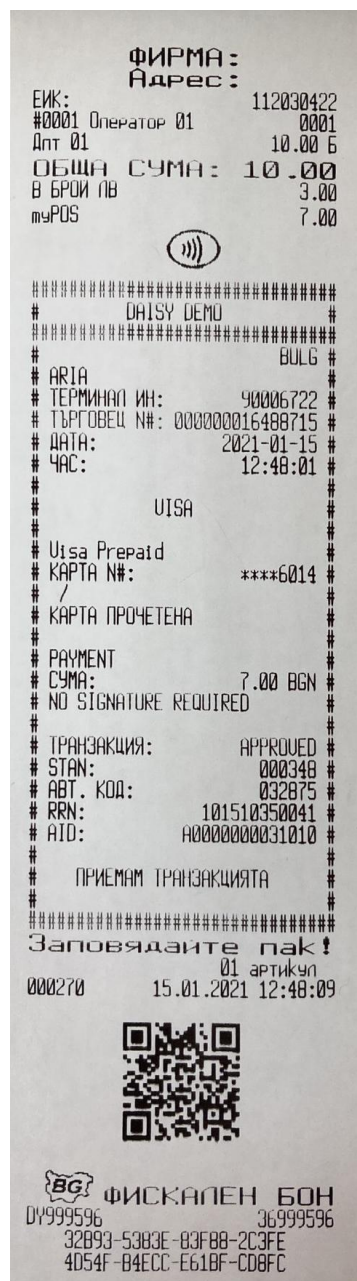 ФИРМА:
Адрес:
ЕИК: 112030422
#0001 Оператор 01 0001
Дпт 01 10.00 Б
ОБЩА СУМА: 10.00
В БРОИ ЛВ 3.00
myPOS 7.00
######################################
# DAISY DEMO #
######################################
# BULG #
# ARIA #
# ТЕРМИНАЛ ИН: 90006722 #
# ТЪРГОВЕЦ N#: 000000016488715 #
# ДАТА: 2021-01-15 #
# ЧАС: 12:48:01 #
# #
# VISA #
# #
# Visa Prepaid #
# КАРТА N#: ****6014 #
# / #
# КАРТА ПРОЧЕТЕНА #
# #
# PAYMENT #
# СУМА: 7.00 BGN #
# NO SIGNATURE REQUIRED #
# #
# ТРАНЗАКЦИЯ: APPROVED #
# STAN: 000348 #
# АВТ. КОД: 032875 #
# RRN: 101510350041 #
# AID: A0000000031010 #
# #
# ПРИЕМАМ ТРАНЗАКЦИЯТА #
# #
######################################
Заповядайте пак!
01 артикул
000270 15.01.2021 12:48:09
BG ФИСКАЛЕН БОН
DY999596 36999596
32B93-5383E-83F88-2C3FE
4D54F-B4ECC-E61BF-CD8FC